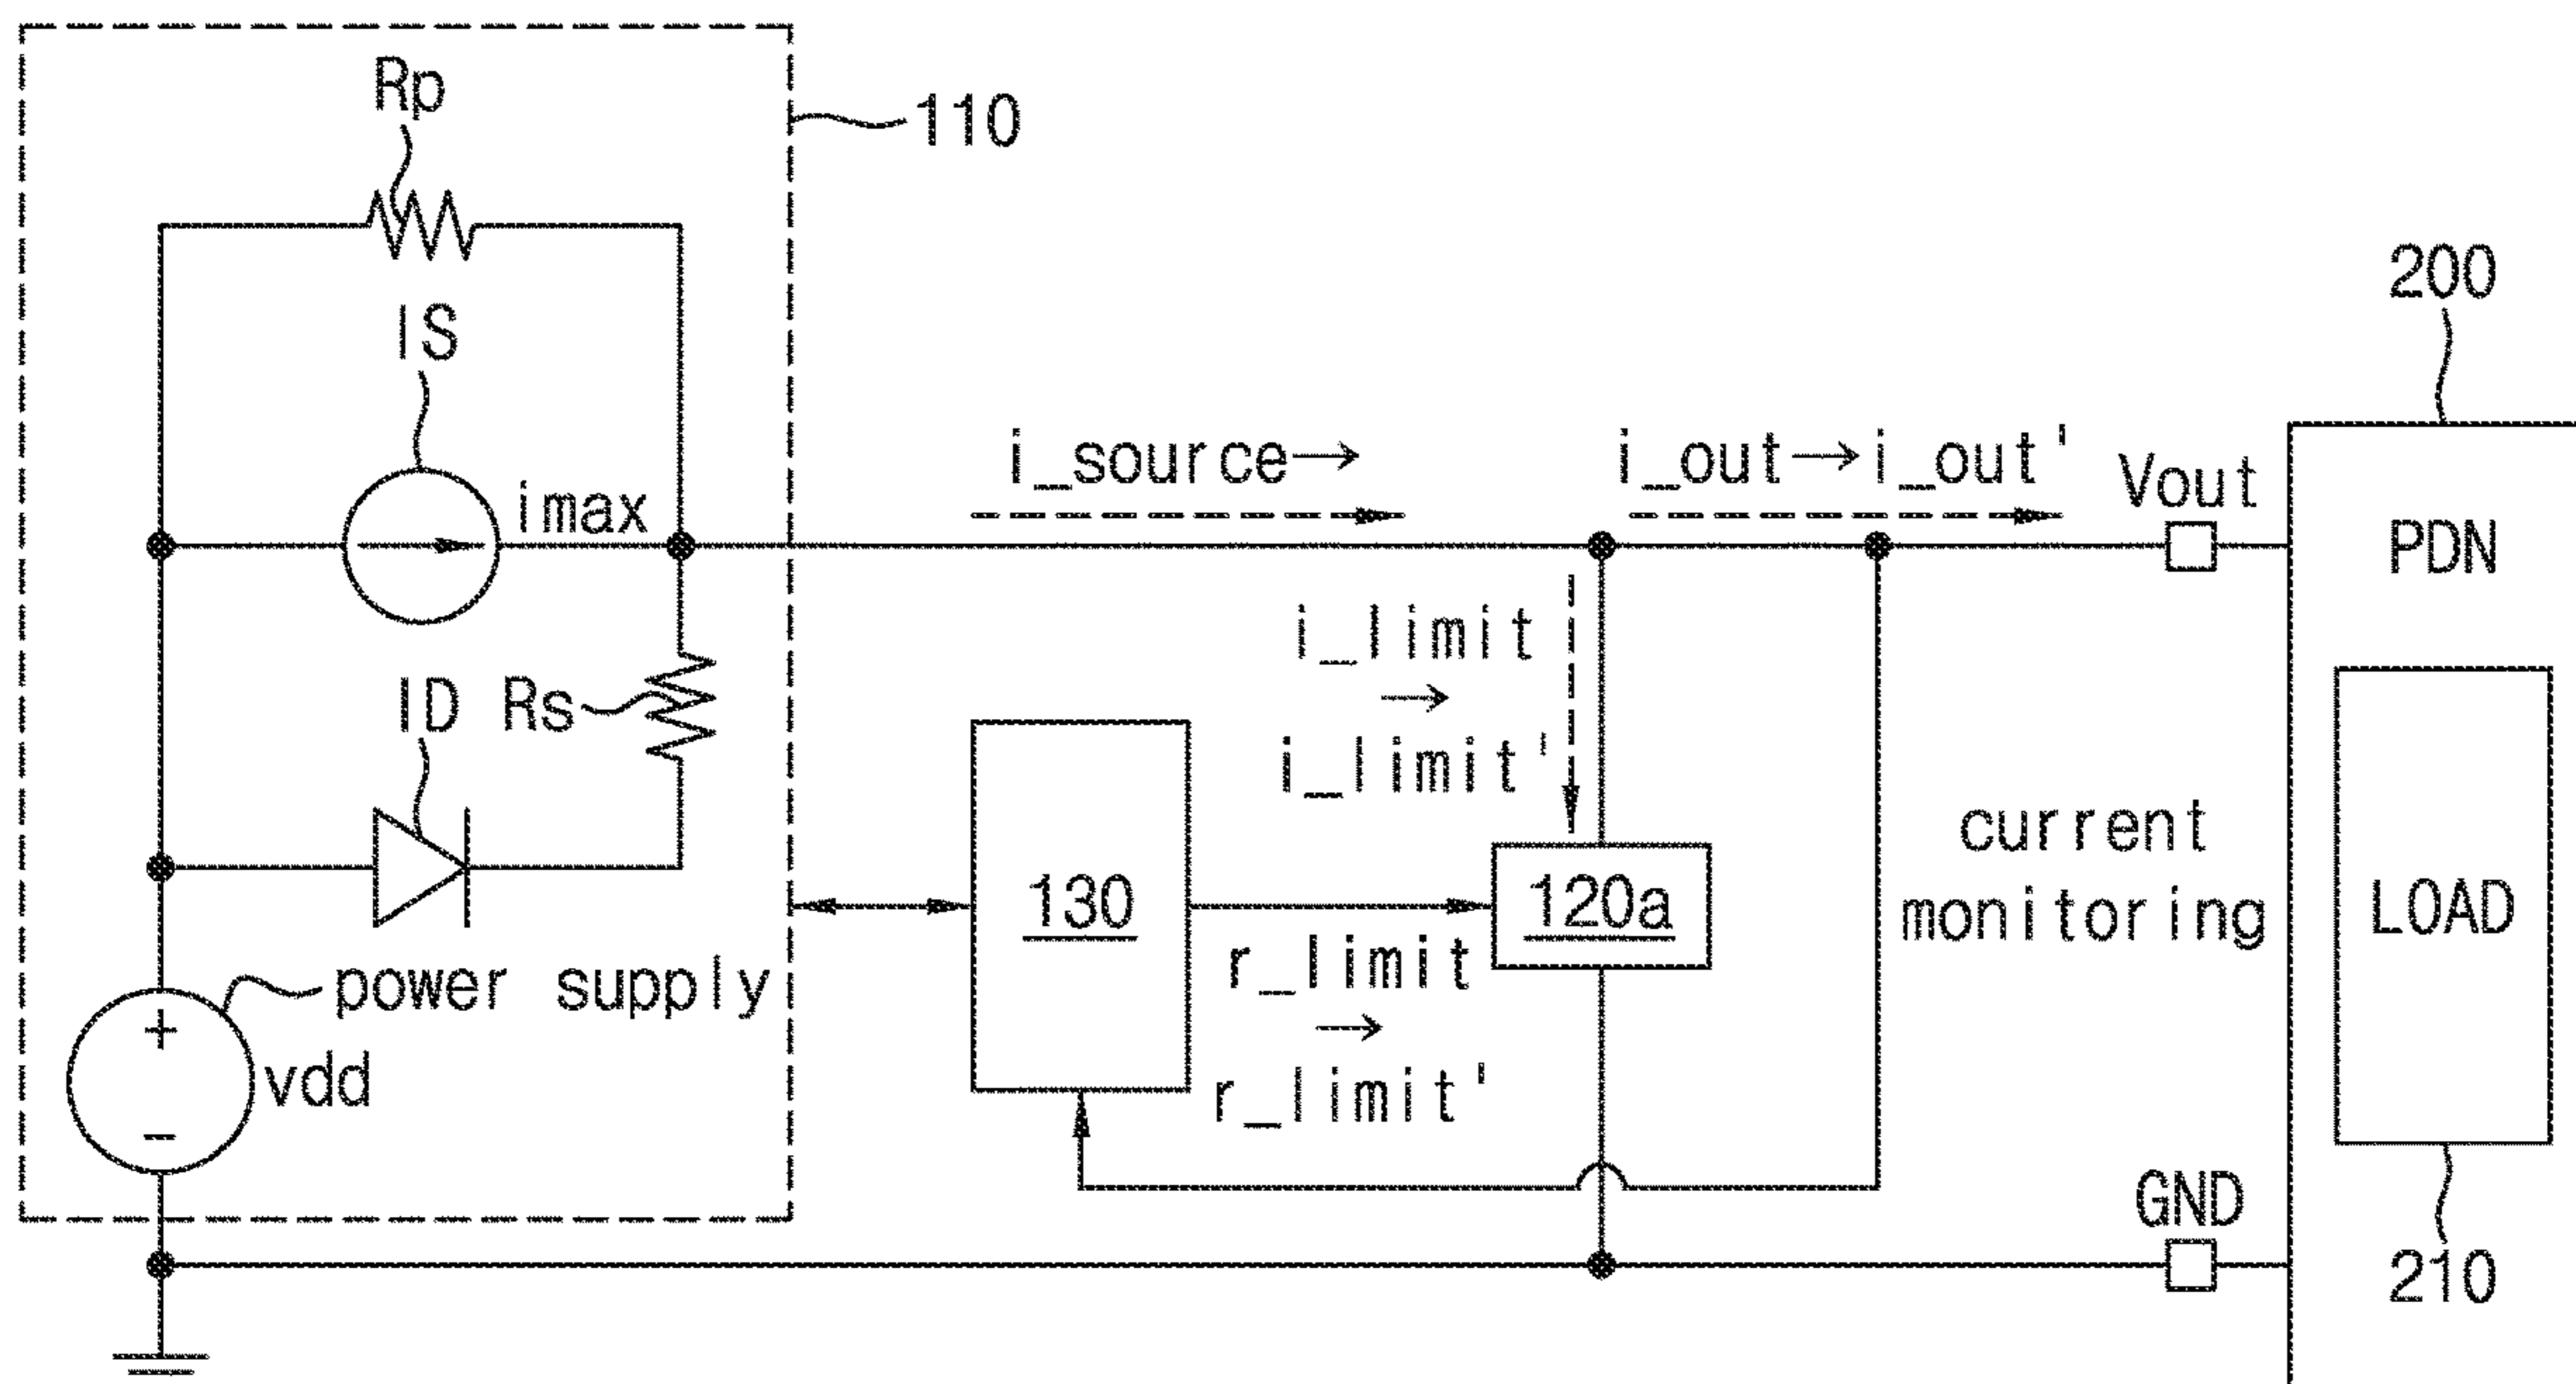 Rp
110
IS
imax
i_source→
i_out→i_out'
Vout
200
PDN
ID
Rs
i_limit
→
i_limit'
130
120a
r_limit
→
r_limit'
current
monitoring
LOAD
power supply
+
vdd
−
GND
210